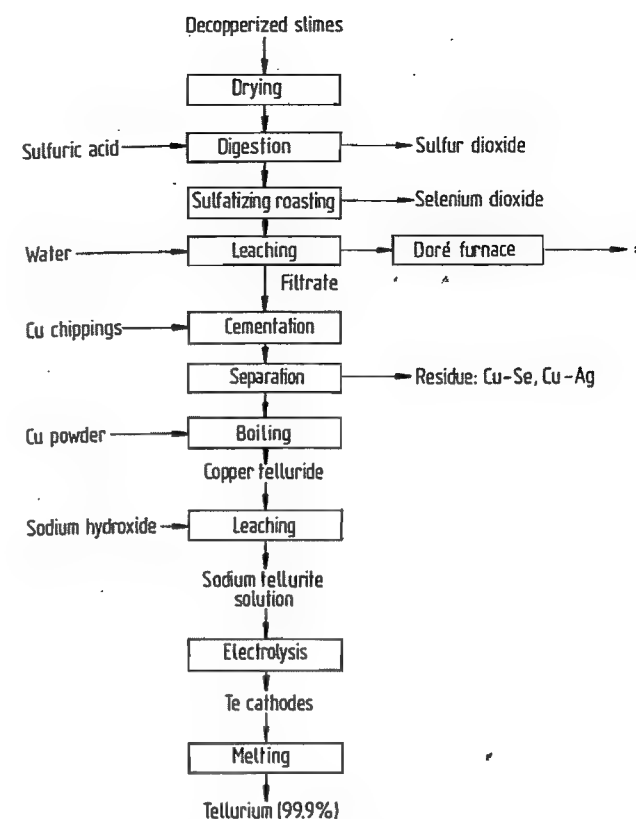 Decopperized slimes
Drying
Sulfuric acid
Digestion
Sulfur dioxide
Sulfatizing roasting
Selenium dioxide
Water
Leaching
Doré furnace
Filtrate
Cu chippings
Cementation
Separation
Residue: Cu-Se, Cu-Ag
Cu powder
Boiling
Copper telluride
Sodium hydroxide
Leaching
Sodium tellurite
solution
Electrolysis
Te cathodes
Melting
Tellurium (99.9%)